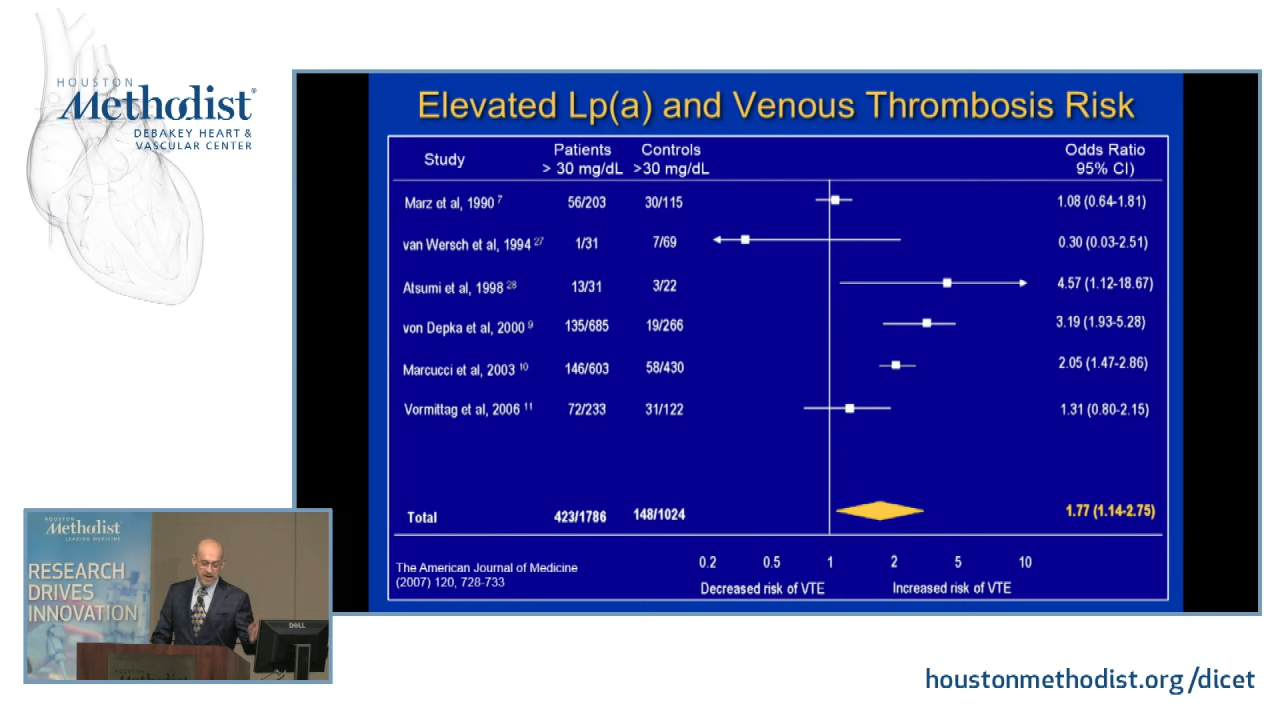 HOUSTON
Methodist®
DEBAKEY HEART &
VASCULAR CENTER
Elevated Lp(a) and Venous Thrombosis Risk
Study Patients > 30 mg/dL Controls >30 mg/dL Odds Ratio 95% CI)
Marz et al, 1990 7 56/203 30/115 1.08 (0.64-1.81)
van Wersch et al, 1994 27 1/31 7/69 0.30 (0.03-2.51)
Atsumi et al, 1998 28 13/31 3/22 4.57 (1.12-18.67)
von Depka et al, 2000 9 135/685 19/266 3.19 (1.93-5.28)
Marcucci et al, 2003 10 146/603 58/430 2.05 (1.47-2.86)
Vormittag et al, 2006 11 72/233 31/122 1.31 (0.80-2.15)
Total 423/1786 148/1024 1.77 (1.14-2.75)
0.2 0.5 1 2 5 10
Decreased risk of VTE Increased risk of VTE
The American Journal of Medicine
(2007) 120, 728-733
HOUSTON
Methodist
LEADING MEDICINE
RESEARCH
DRIVES
INNOVATION
DELL
HOUSTON
Methodist
houstonmethodist.org/dicet